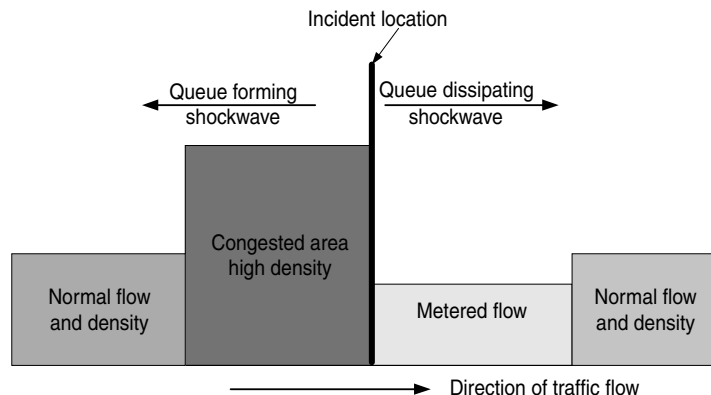 Incident location
Queue forming
shockwave
Queue dissipating
shockwave
Congested area
high density
Normal flow
and density
Metered flow
Normal flow
and density
Direction of traffic flow